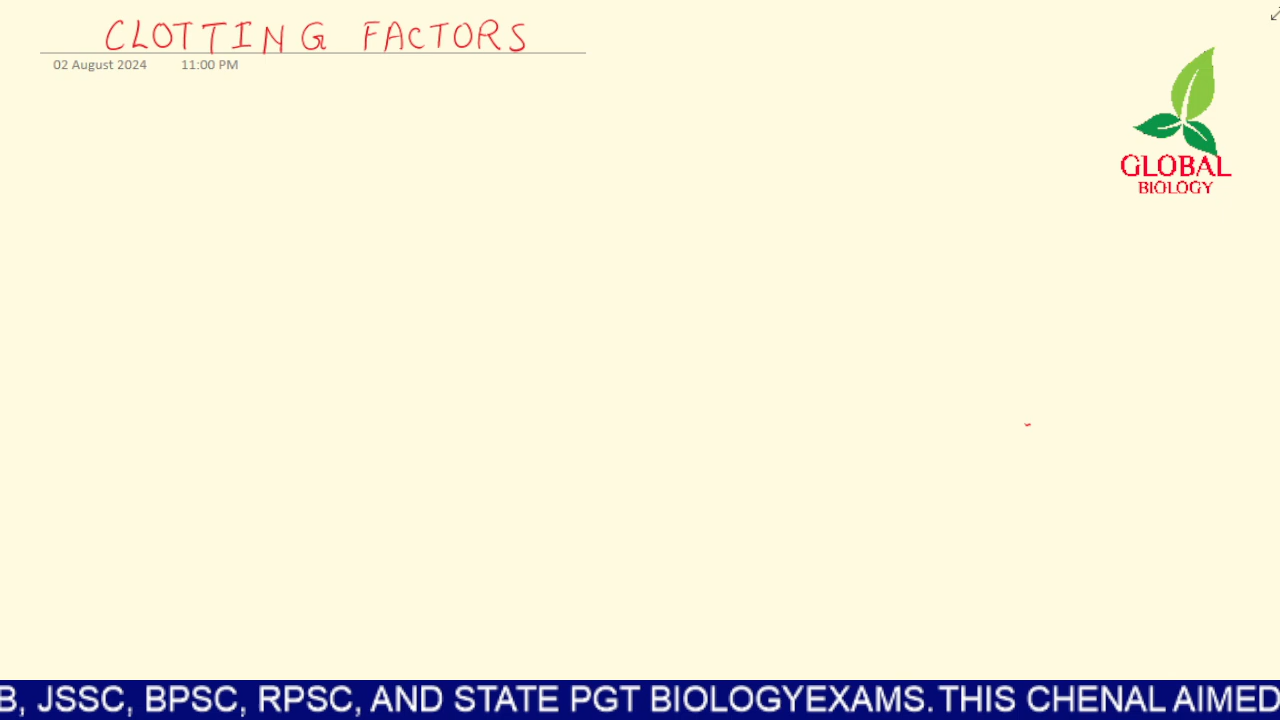 CLOTTING FACTORS
02 August 2024 11:00 PM
GLOBAL
BIOLOGY
B, JSSC, BPSC, RPSC, AND STATE PGT BIOLOGYEXAMS.THIS CHENAL AIMED